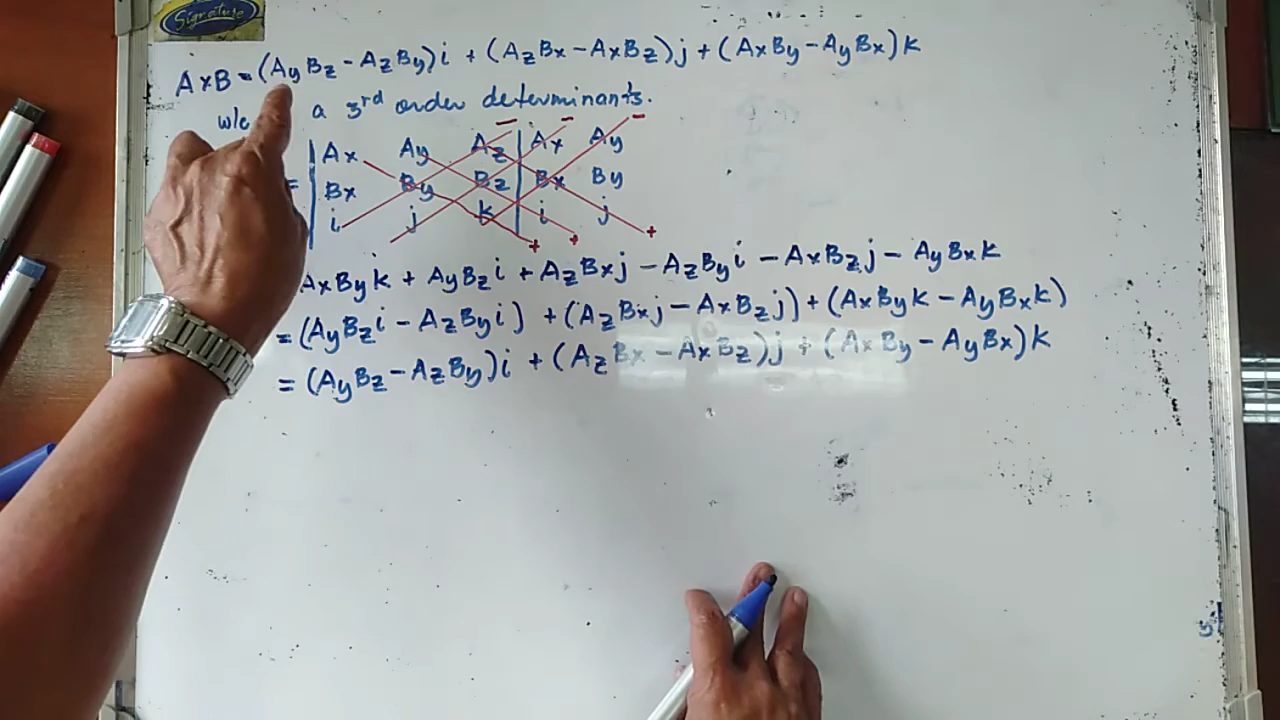 Signature
A x B = (AyBz - AzBy)i + (AzBx - AxBz)j + (AxBy - AyBx)k
w/c a 3rd order determinants.
- - -
Ax Ay Az Ax Ay
= Bx By Bz Bx By
i j k i j
+ + +
AxByk + AyBzi + AzBxj - AzByi - AxBzj - AyBxk
= (AyBzi - AzByi) + (AzBxj - AxBzj) + (AxByk - AyBxk)
= (AyBz - AzBy)i + (AzBx - AxBz)j + (AxBy - AyBx)k